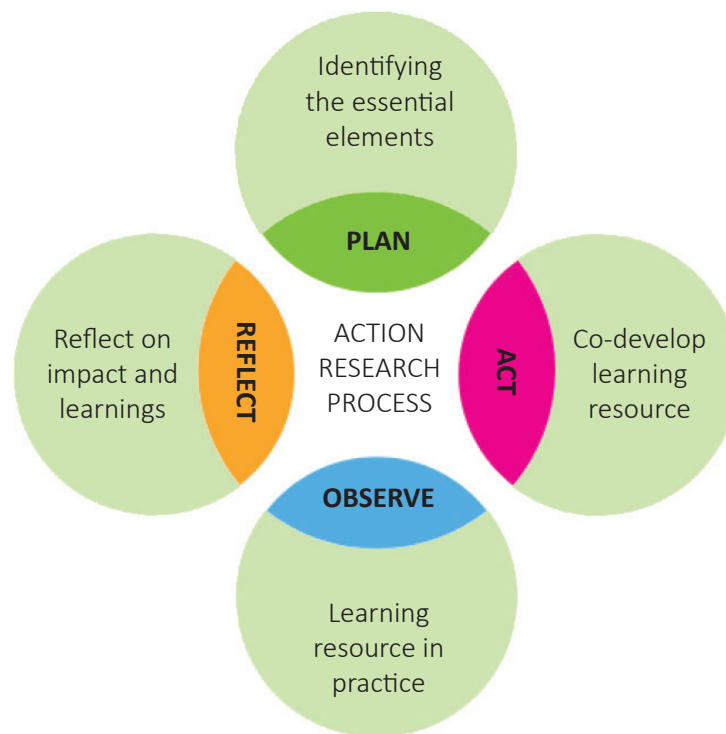 Identifying
the essential
elements
PLAN
ACT
Co-develop
learning
resource
OBSERVE
Learning
resource in
practice
REFLECT
Reflect on
impact and
learnings
ACTION
RESEARCH
PROCESS